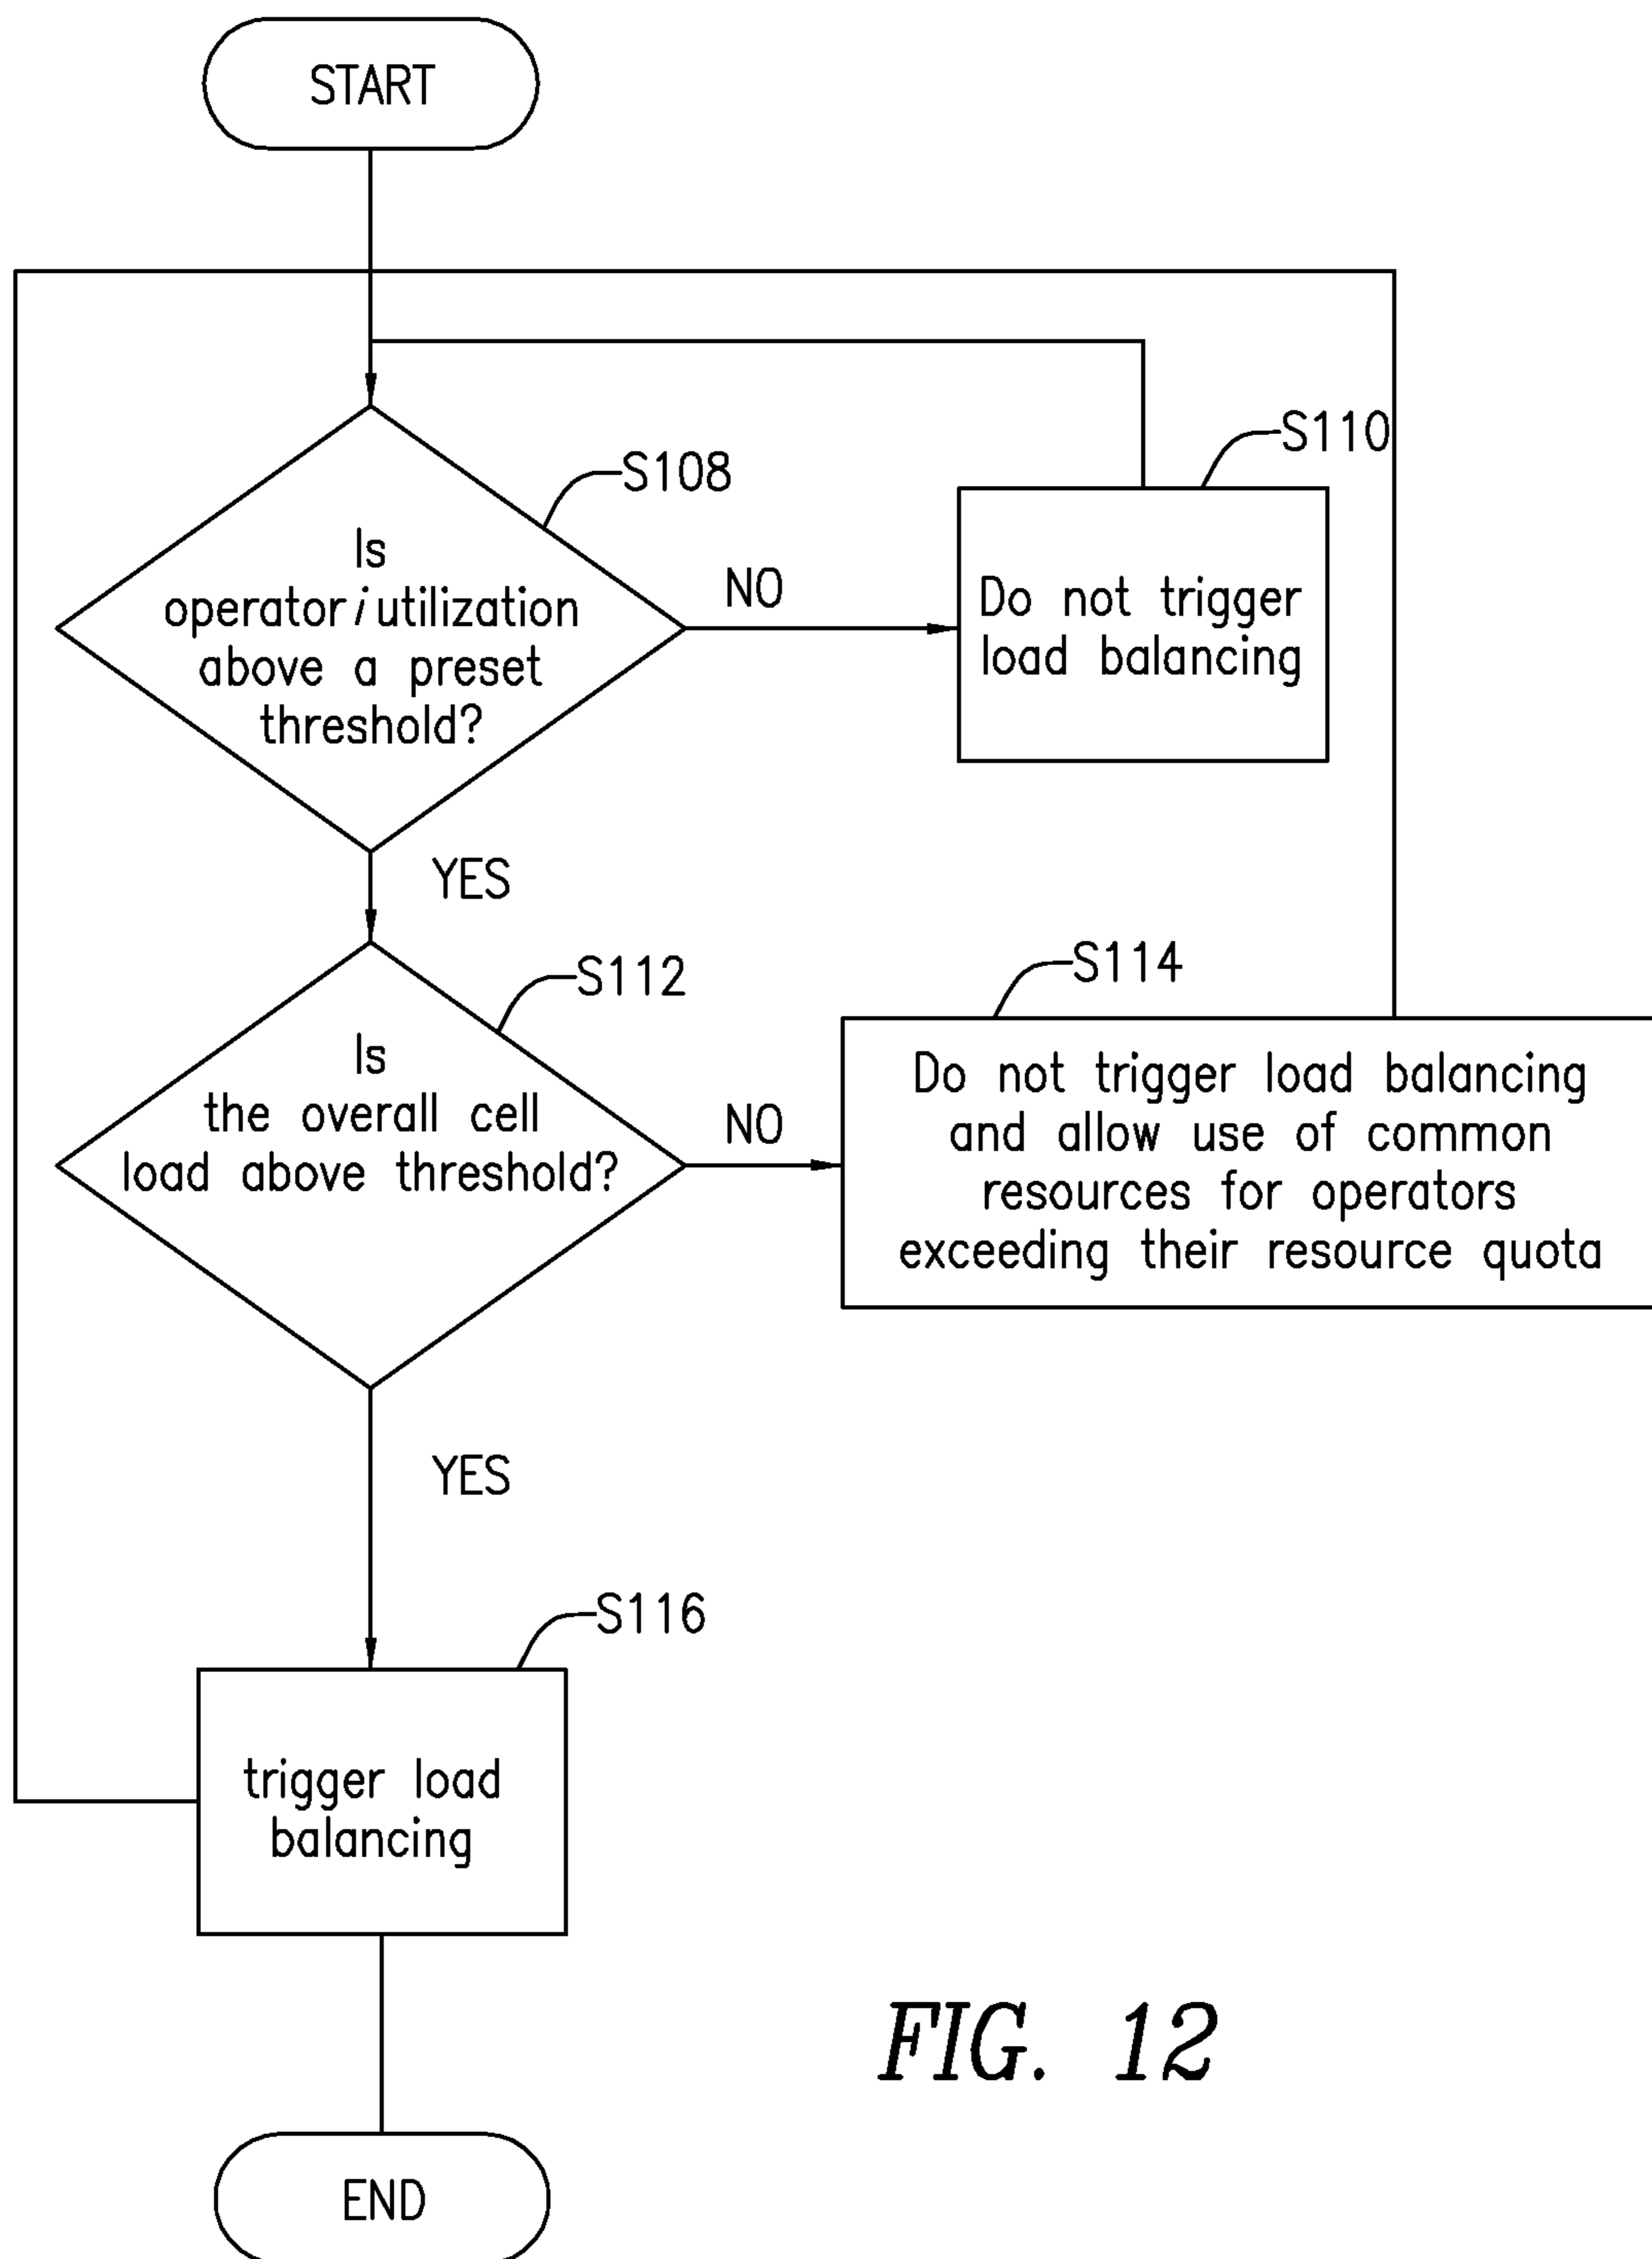 START
S108
Is
operator i utilization
above a preset
threshold?
NO
S110
Do not trigger
load balancing
YES
S112
Is
the overall cell
load above threshold?
NO
S114
Do not trigger load balancing
and allow use of common
resources for operators
exceeding their resource quota
YES
S116
trigger load
balancing
END
FIG. 12